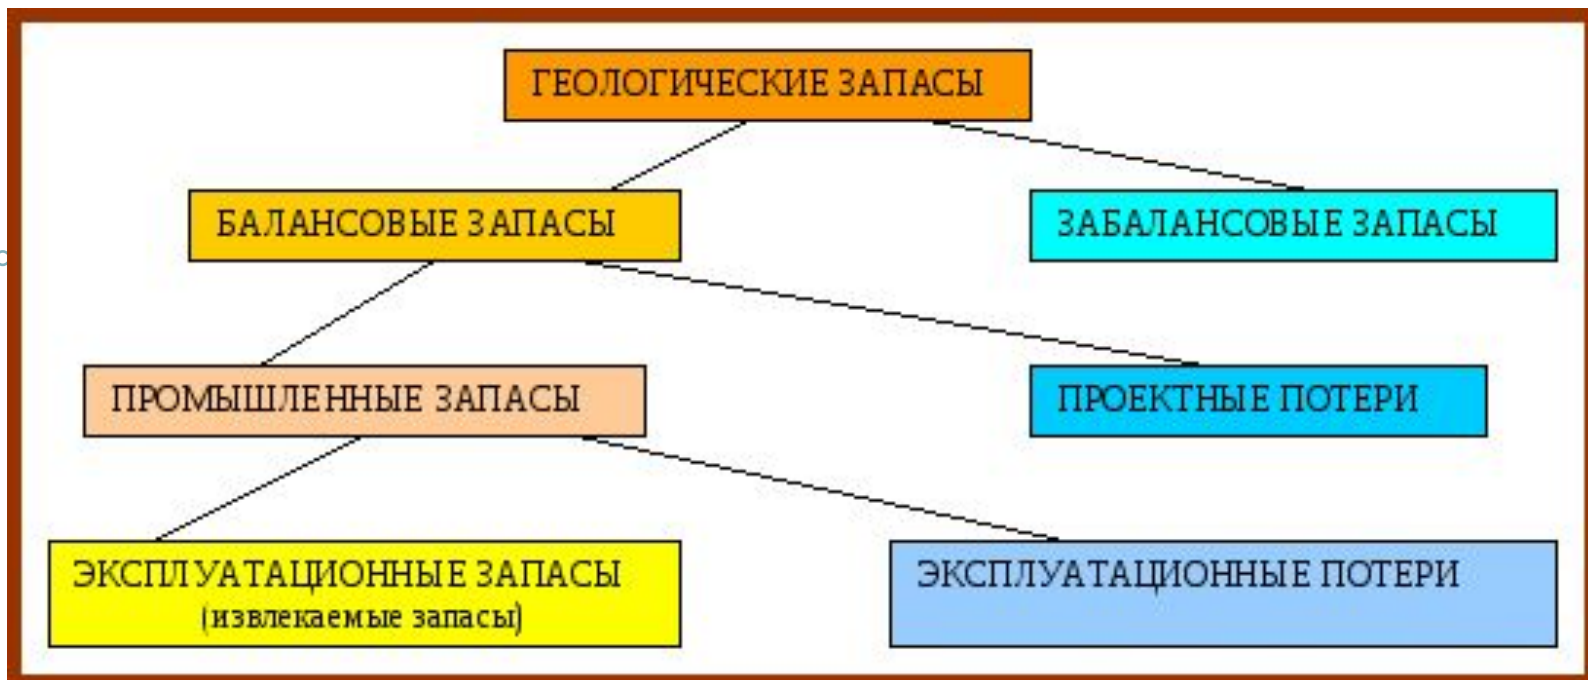 ГЕОЛОГИЧЕСКИЕ ЗАПАСЫ
БАЛАНСОВЫЕ ЗАПАСЫ
ЗАБАЛАНСОВЫЕ ЗАПАСЫ
ПРОМЫШЛЕННЫЕ ЗАПАСЫ
ПРОЕКТНЫЕ ПОТЕРИ
ЭКСПЛУАТАЦИОННЫЕ ЗАПАСЫ
(извлекаемые запасы)
ЭКСПЛУАТАЦИОННЫЕ ПОТЕРИ